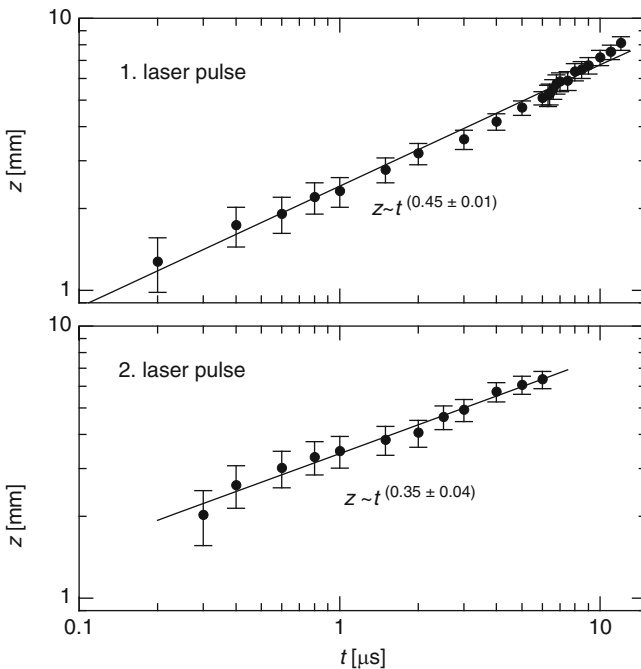 10
1. laser pulse
z [mm]
z~t^(0.45 ± 0.01)
1
10
2. laser pulse
z [mm]
z ~ t^(0.35 ± 0.04)
1
0.1 1 10
t [μs]